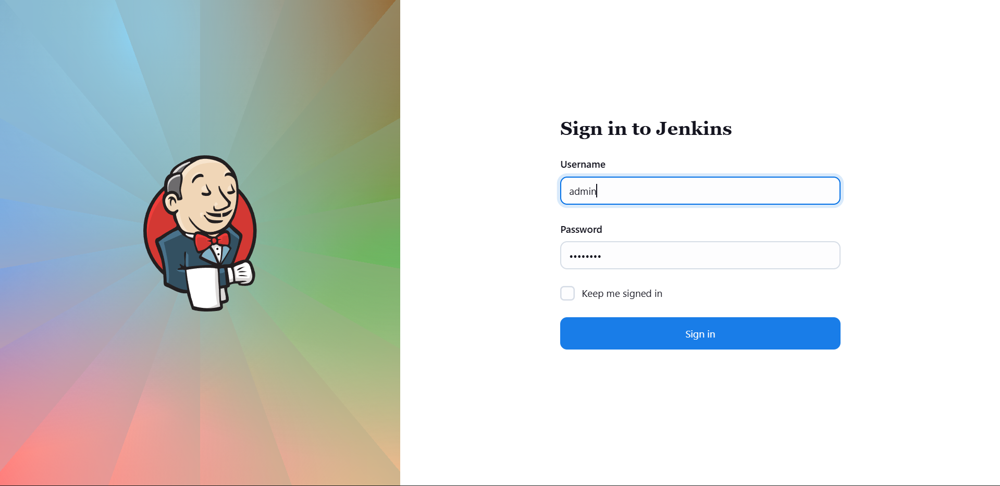 Sign in to Jenkins
Username
admin
Password
••••••••
Keep me signed in
Sign in